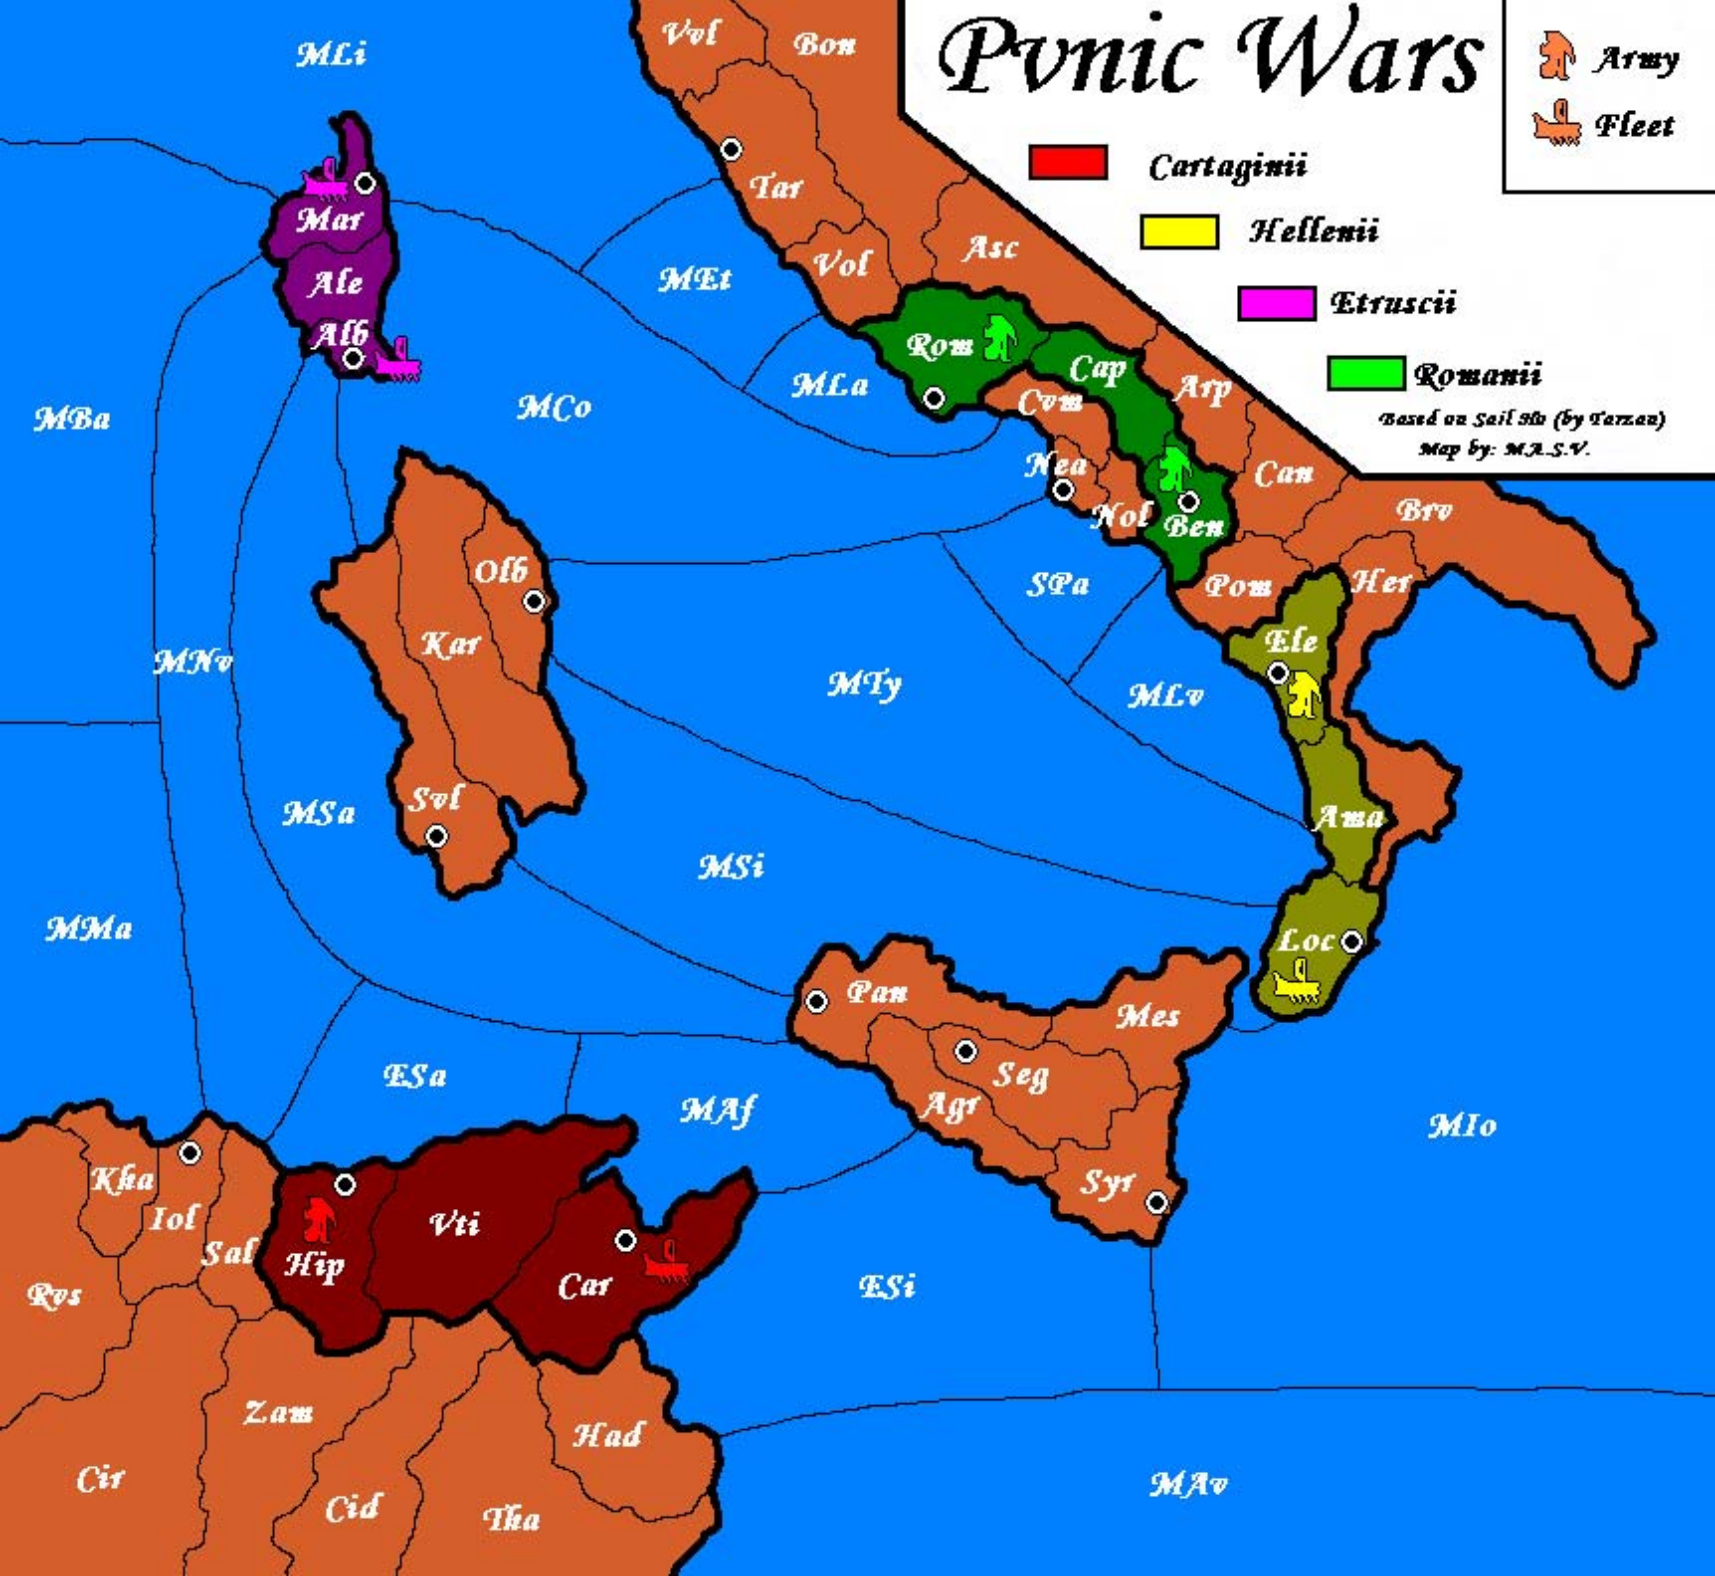 Pvnic Wars
Army
Fleet
Cartaginii
Hellenii
Etruscii
Romanii
Based on Sail Ho (by Tarzan)
Map by: M.A.S.V.
MLi
Vvl
Bon
Tar
Mar
Asc
Vol
MEt
Ale
Alb
Rom
Cap
MLa
Arp
Cvm
MCo
MBa
Nea
Can
Nol
Ben
Brv
Olb
SPa
Pom
Her
Kar
Ele
MNv
MTy
MLv
Svl
MSa
Ama
MSi
MMa
Loc
Pan
Mes
ESa
Seg
MAf
Agr
MIo
Kha
Syr
Iol
Vti
Sal
Hip
Car
ESi
Rvs
Zam
Had
Cir
MAv
Cid
Tha